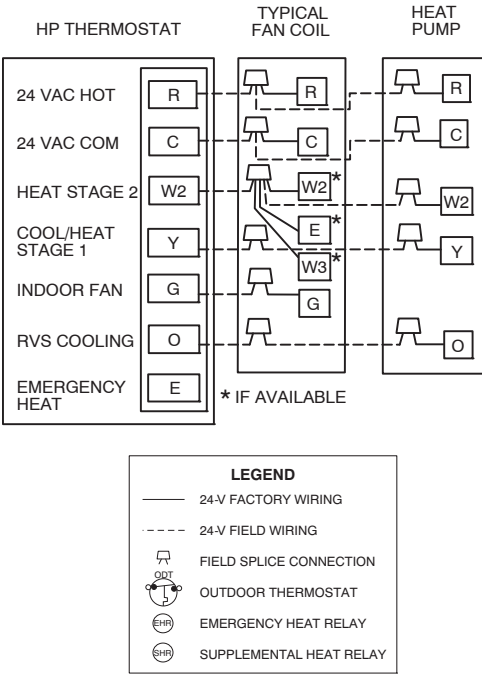 HP THERMOSTAT
TYPICAL
FAN COIL
HEAT
PUMP
24 VAC HOT R R R
24 VAC COM C C C
HEAT STAGE 2 W2 W2 * W2
E *
COOL/HEAT
STAGE 1 Y W3 * Y
INDOOR FAN G G
RVS COOLING O O
EMERGENCY
HEAT E
* IF AVAILABLE
LEGEND
24-V FACTORY WIRING
24-V FIELD WIRING
FIELD SPLICE CONNECTION
ODT
OUTDOOR THERMOSTAT
EHR EMERGENCY HEAT RELAY
SHR SUPPLEMENTAL HEAT RELAY